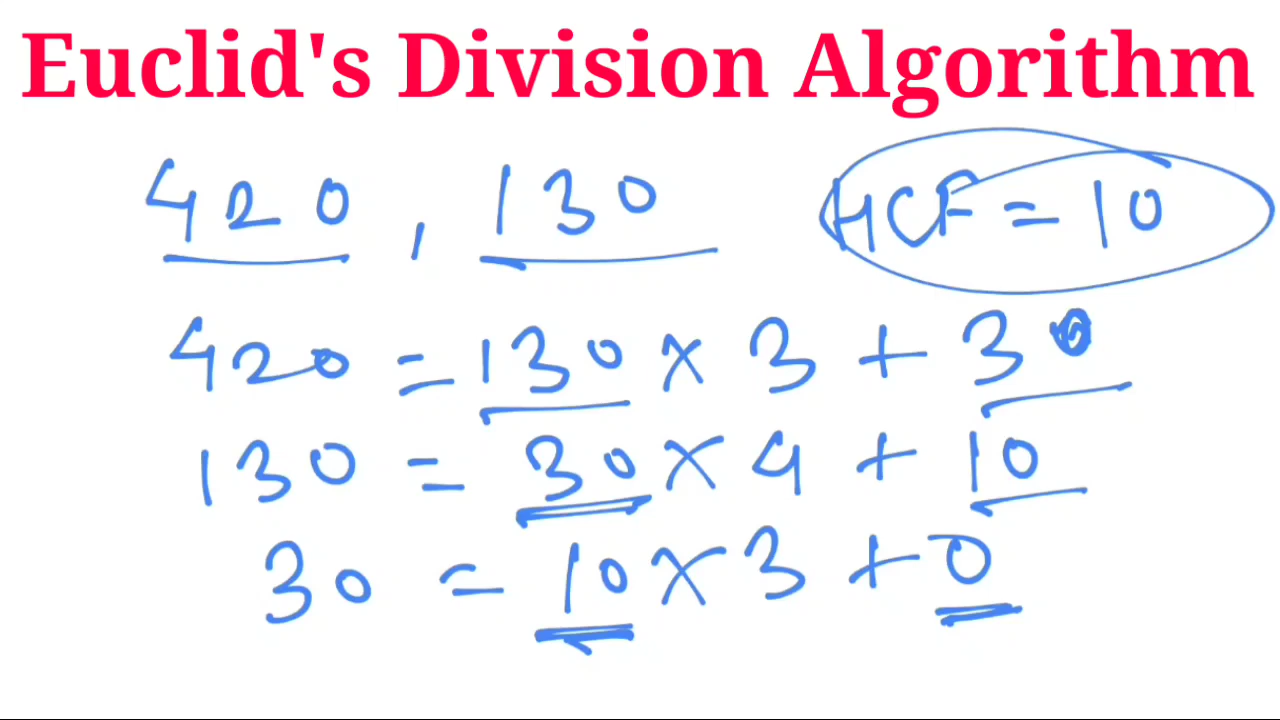 Euclid's Division Algorithm
420, 130
HCF = 10
420 = 130 × 3 + 30
130 = 30 × 4 + 10
30 = 10 × 3 + 0